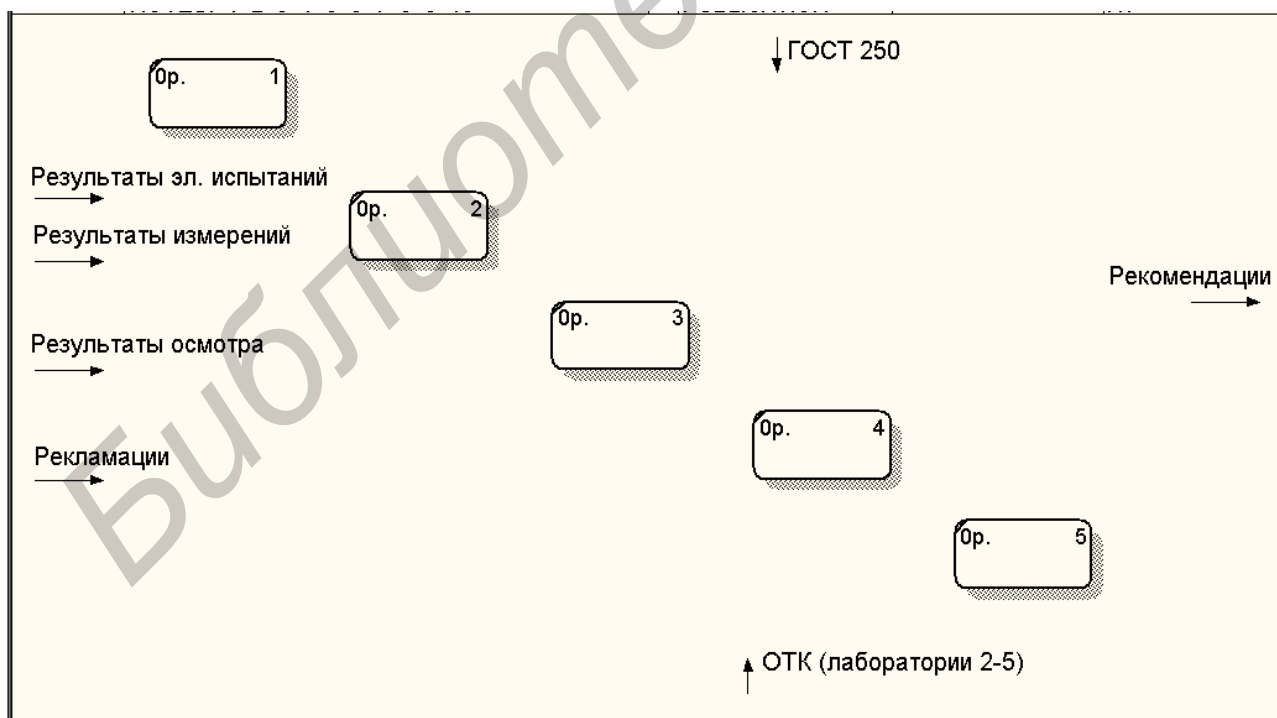 ГОСТ 250
0р. 1
Результаты эл. испытаний
0р. 2
Результаты измерений
Рекомендации
0р. 3
Результаты осмотра
0р. 4
Рекламации
0р. 5
ОТК (лаборатории 2-5)
Библиоте